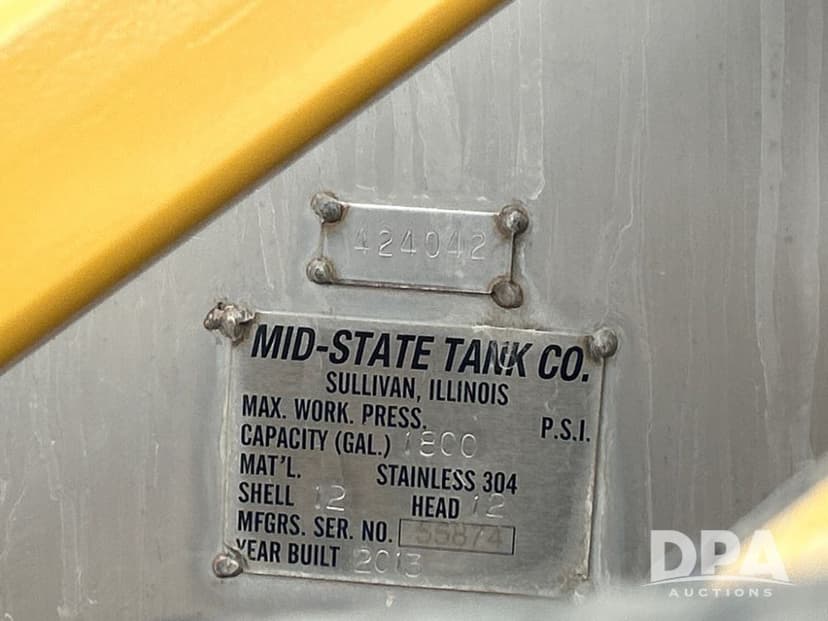 424042
MID-STATE TANK CO.
SULLIVAN, ILLINOIS
MAX. WORK. PRESS. P.S.I.
CAPACITY (GAL.) 1800
MAT'L. STAINLESS 304
SHELL 12 HEAD 12
MFGRS. SER. NO. 55874
YEAR BUILT 2013
DPA
AUCTIONS